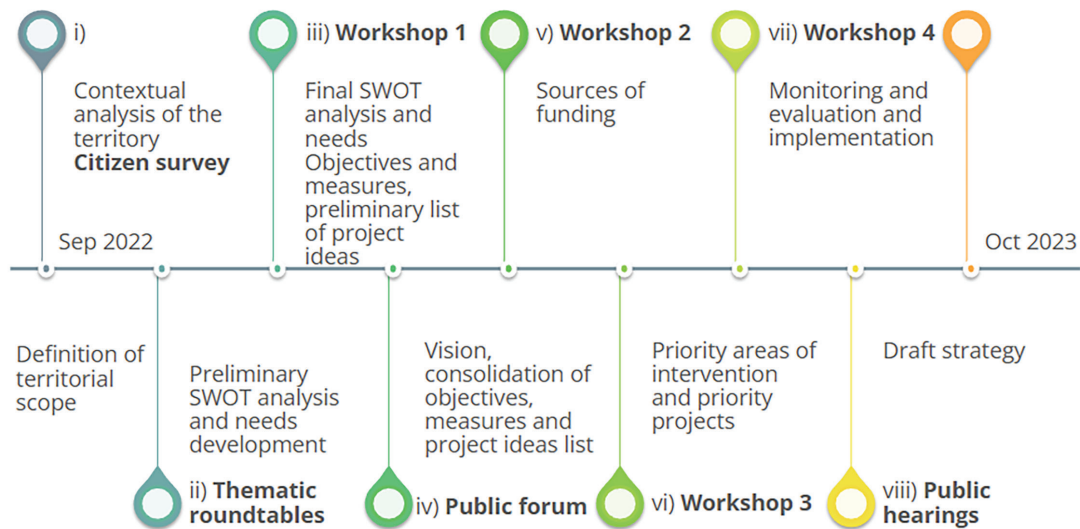 i)
Contextual
analysis of the
territory
Citizen survey
Sep 2022
iii) Workshop 1
Final SWOT
analysis and
needs
Objectives and
measures,
preliminary list
of project
ideas
v) Workshop 2
Sources of
funding
vii) Workshop 4
Monitoring and
evaluation and
implementation
Oct 2023
Definition of
territorial
scope
Preliminary
SWOT analysis
and needs
development
ii) Thematic
roundtables
Vision,
consolidation of
objectives,
measures and
project ideas list
iv) Public forum
Priority areas of
intervention
and priority
projects
vi) Workshop 3
Draft strategy
viii) Public
hearings